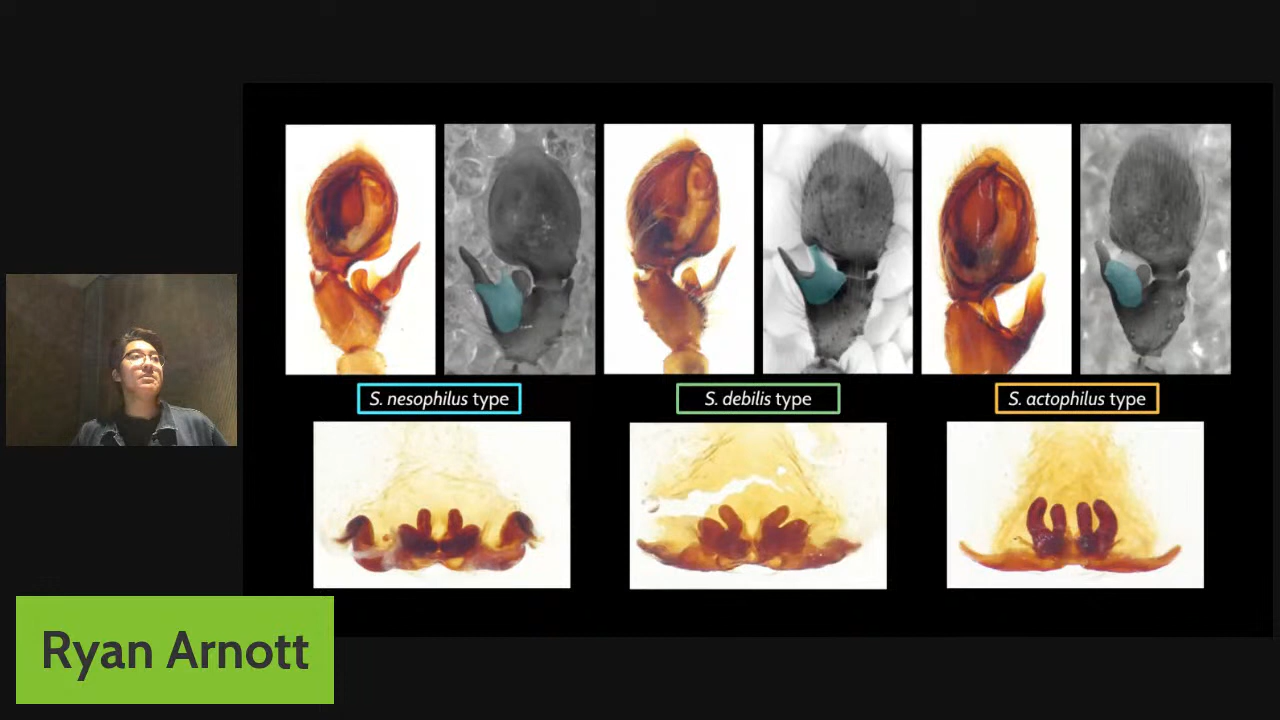 S. nesophilus type
S. debilis type
S. actophilus type
Ryan Arnott